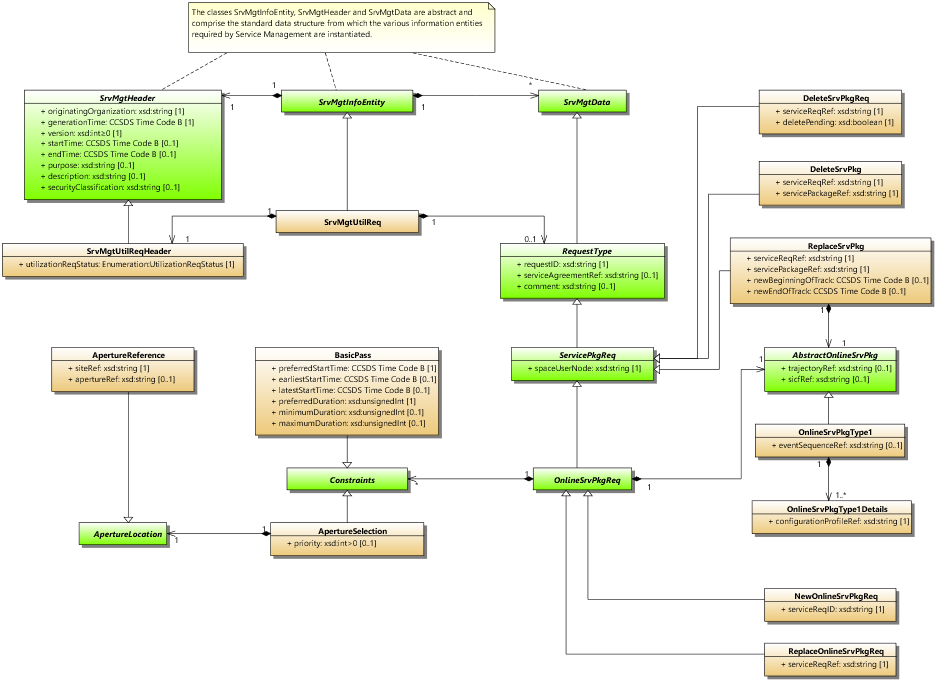 The classes SrvMgtInfoEntity, SrvMgtHeader and SrvMgtData are abstract and
comprise the standard data structure from which the various information entities
required by Service Management are instantiated.
SrvMgtHeader
+ originatingOrganization: xsd:string [1]
+ generationTime: CCSDS Time Code B [1]
+ version: xsd:int≥0 [1]
+ startTime: CCSDS Time Code B [0..1]
+ endTime: CCSDS Time Code B [0..1]
+ purpose: xsd:string [0..1]
+ description: xsd:string [0..1]
+ securityClassification: xsd:string [0..1]
1
1
SrvMgtInfoEntity
1
*
SrvMgtData
DeleteSrvPkgReq
+ serviceReqRef: xsd:string [1]
+ deletePending: xsd:boolean [1]
DeleteSrvPkg
+ serviceReqRef: xsd:string [1]
+ servicePackageRef: xsd:string [1]
SrvMgtUtilReq
1
1
1
0..1
SrvMgtUtilReqHeader
+ utilizationReqStatus: Enumeration:UtilizationReqStatus [1]
RequestType
+ requestID: xsd:string [1]
+ serviceAgreementRef: xsd:string [0..1]
+ comment: xsd:string [0..1]
ReplaceSrvPkg
+ serviceReqRef: xsd:string [1]
+ servicePackageRef: xsd:string [1]
+ newBeginningOfTrack: CCSDS Time Code B [0..1]
+ newEndOfTrack: CCSDS Time Code B [0..1]
1
1
ApertureReference
+ siteRef: xsd:string [1]
+ apertureRef: xsd:string [0..1]
BasicPass
+ preferredStartTime: CCSDS Time Code B [1]
+ earliestStartTime: CCSDS Time Code B [0..1]
+ latestStartTime: CCSDS Time Code B [0..1]
+ preferredDuration: xsd:unsignedInt [1]
+ minimumDuration: xsd:unsignedInt [0..1]
+ maximumDuration: xsd:unsignedInt [0..1]
ServicePkgReq
+ spaceUserNode: xsd:string [1]
1
AbstractOnlineSrvPkg
+ trajectoryRef: xsd:string [0..1]
+ sicfRef: xsd:string [0..1]
OnlineSrvPkgType1
+ eventSequenceRef: xsd:string [0..1]
1
1..*
Constraints
*
1
OnlineSrvPkgReq
1
OnlineSrvPkgType1Details
+ configurationProfileRef: xsd:string [1]
ApertureLocation
1
1
ApertureSelection
+ priority: xsd:int>0 [0..1]
NewOnlineSrvPkgReq
+ serviceReqID: xsd:string [1]
ReplaceOnlineSrvPkgReq
+ serviceReqRef: xsd:string [1]